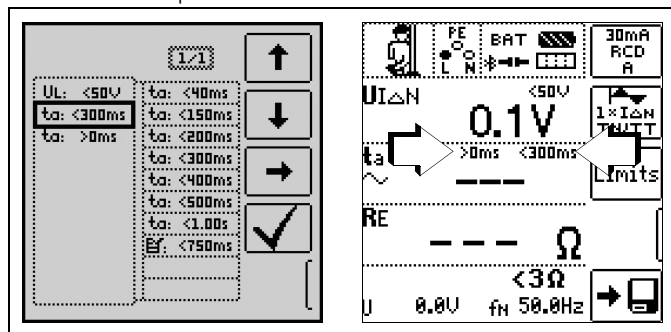 1/1
UL: <50V
ta: <300ms
ta: >0ms
ta: <40ms
ta: <150ms
ta: <200ms
ta: <300ms
ta: <400ms
ta: <500ms
ta: <1.00s
<750ms
PE
L N
BAT
30mA
RCD
A
UI△N
<50V
0.1V
1×I△N
TN/TT
ta
>0ms <300ms
~
---
Limits
RE
--- Ω
<3Ω
U 0.0V fN 50.0Hz